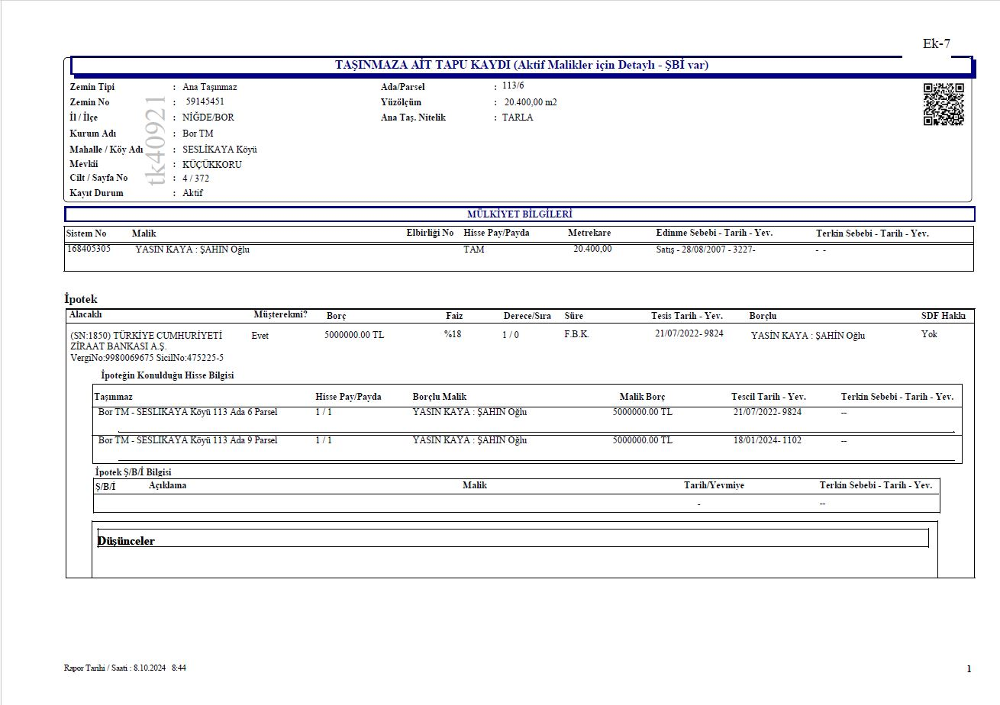 Ek-7
TAŞINMAZA AİT TAPU KAYDI (Aktif Malikler için Detaylı - ŞBİ var)
Zemin Tipi : Ana Taşınmaz Ada/Parsel : 113/6
Zemin No : 59145451 Yüzölçüm : 20.400,00 m2
İl / İlçe : NİĞDE/BOR Ana Taş. Nitelik : TARLA
Kurum Adı : Bor TM
Mahalle / Köy Adı : SESLİKAYA Köyü
Mevkii : KÜÇÜKKORU
Cilt / Sayfa No : 4 / 372
Kayıt Durum : Aktif
tk40921
MÜLKİYET BİLGİLERİ
Sistem No Malik Elbirliği No Hisse Pay/Payda Metrekare Edinme Sebebi - Tarih - Yev. Terkin Sebebi - Tarih - Yev.
168405305 YASİN KAYA : ŞAHİN Oğlu TAM 20.400,00 Satış - 28/08/2007 - 3227- - -
İpotek
Alacaklı Müşterekmi? Borç Faiz Derece/Sıra Süre Tesis Tarih - Yev. Borçlu SDF Hakkı
(SN:1850) TÜRKİYE CUMHURİYETİ Evet 5000000.00 TL %18 1 / 0 F.B.K. 21/07/2022- 9824 YASİN KAYA : ŞAHİN Oğlu Yok
ZİRAAT BANKASI A.Ş.
VergiNo:9980069675 SicilNo:475225-5
İpoteğin Konulduğu Hisse Bilgisi
Taşınmaz Hisse Pay/Payda Borçlu Malik Malik Borç Tescil Tarih - Yev. Terkin Sebebi - Tarih - Yev.
Bor TM - SESLİKAYA Köyü 113 Ada 6 Parsel 1 / 1 YASİN KAYA : ŞAHİN Oğlu 5000000.00 TL 21/07/2022- 9824 --
Bor TM - SESLİKAYA Köyü 113 Ada 9 Parsel 1 / 1 YASİN KAYA : ŞAHİN Oğlu 5000000.00 TL 18/01/2024- 1102 --
İpotek Ş/B/İ Bilgisi
Ş/B/İ Açıklama Malik Tarih/Yevmiye Terkin Sebebi - Tarih - Yev.
- --
Düşünceler
Rapor Tarihi / Saati : 8.10.2024 8:44 1